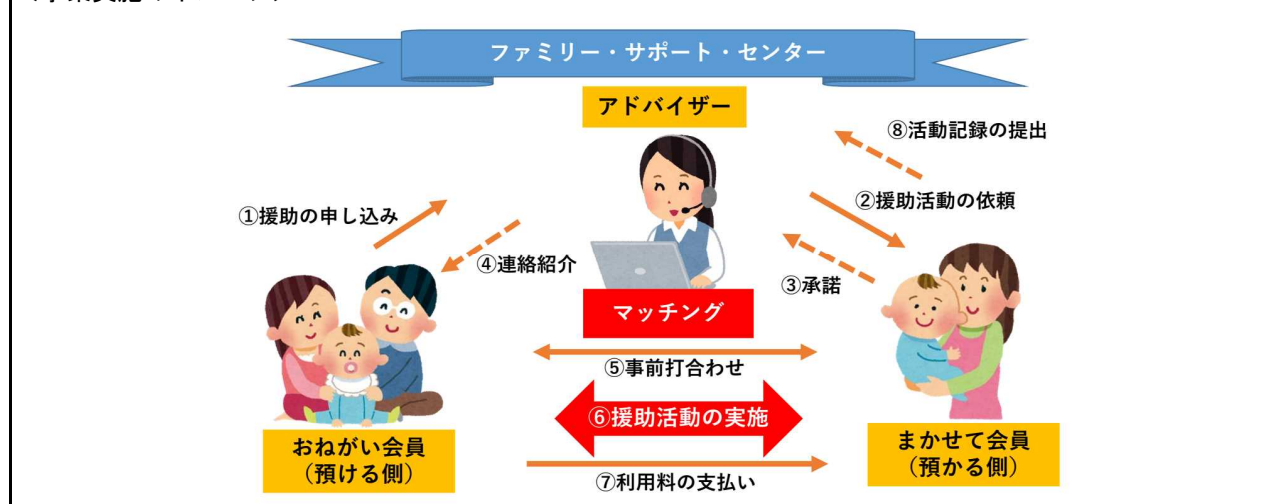 ファミリー・サポート・センター
アドバイザー
⑧活動記録の提出
①援助の申し込み
②援助活動の依頼
④連絡紹介
③承諾
マッチング
⑤事前打合わせ
⑥援助活動の実施
おねがい会員
（預ける側）
まかせて会員
（預かる側）
⑦利用料の支払い